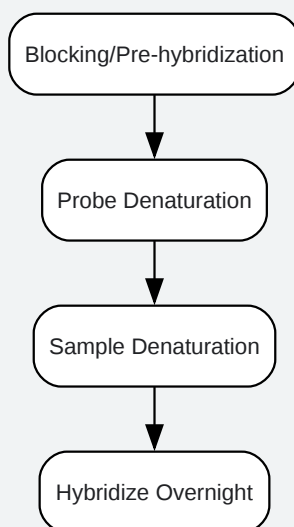 Blocking/Pre-hybridization
Probe Denaturation
Sample Denaturation
Hybridize Overnight